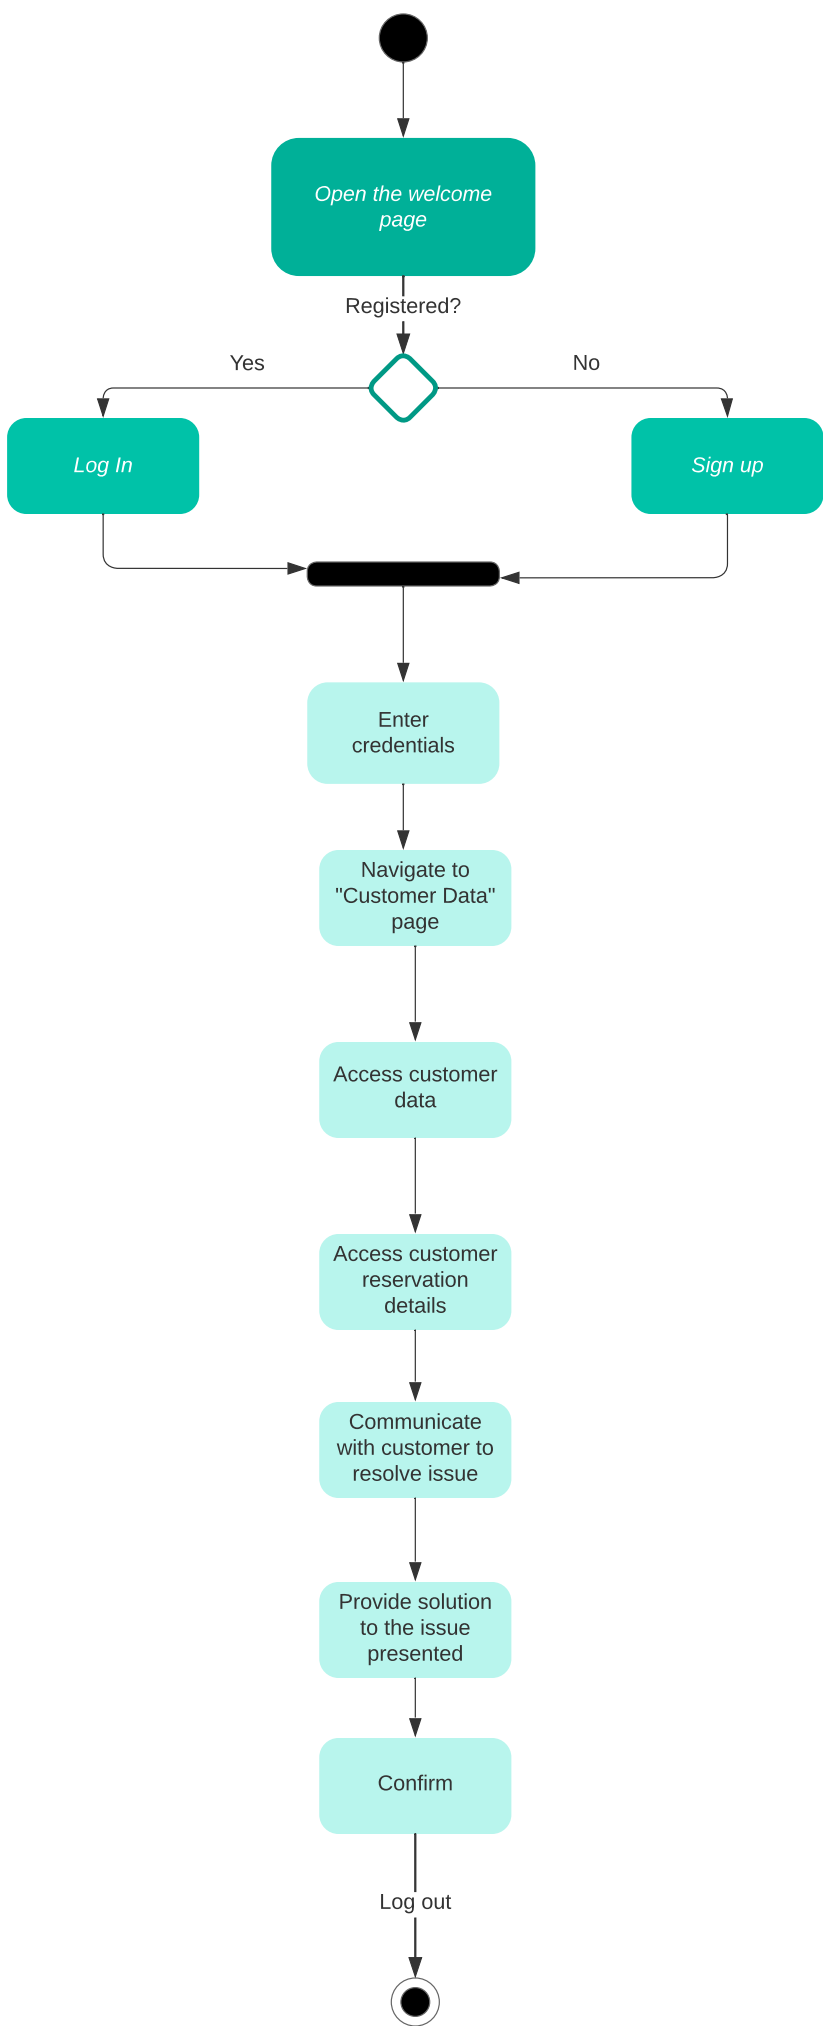 Open the welcome
page
Registered?
Yes
No
Log In
Sign up
Enter
credentials
Navigate to
"Customer Data"
page
Access customer
data
Access customer
reservation
details
Communicate
with customer to
resolve issue
Provide solution
to the issue
presented
Confirm
Log out